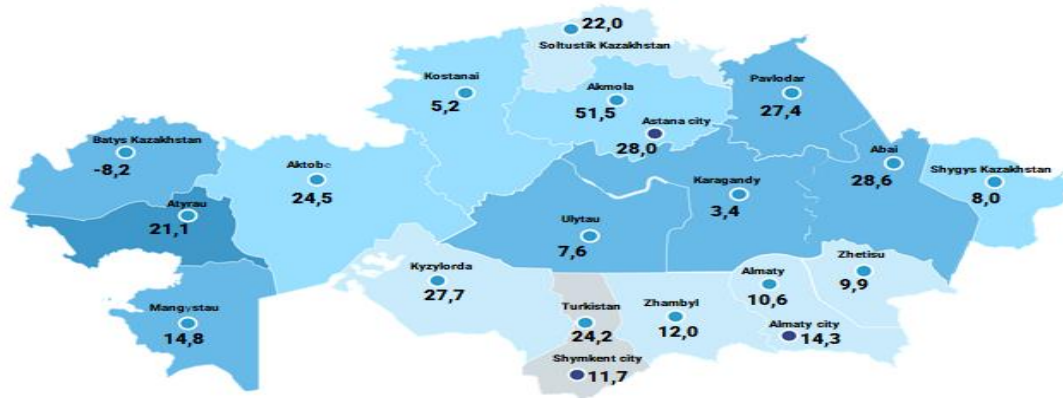 22,0
Soltustik Kazakhstan
Kostanai
5,2
Akmola
51,5
Astana city
28,0
Pavlodar
27,4
Batys Kazakhstan
-8,2
Aktobe
24,5
Atyrau
21,1
Abai
28,6
Shygys Kazakhstan
8,0
Karagandy
3,4
Ulytau
7,6
Kyzylorda
27,7
Mangystau
14,8
Turkistan
24,2
Zhambyl
12,0
Almaty
10,6
Zhetisu
9,9
Almaty city
14,3
Shymkent city
11,7